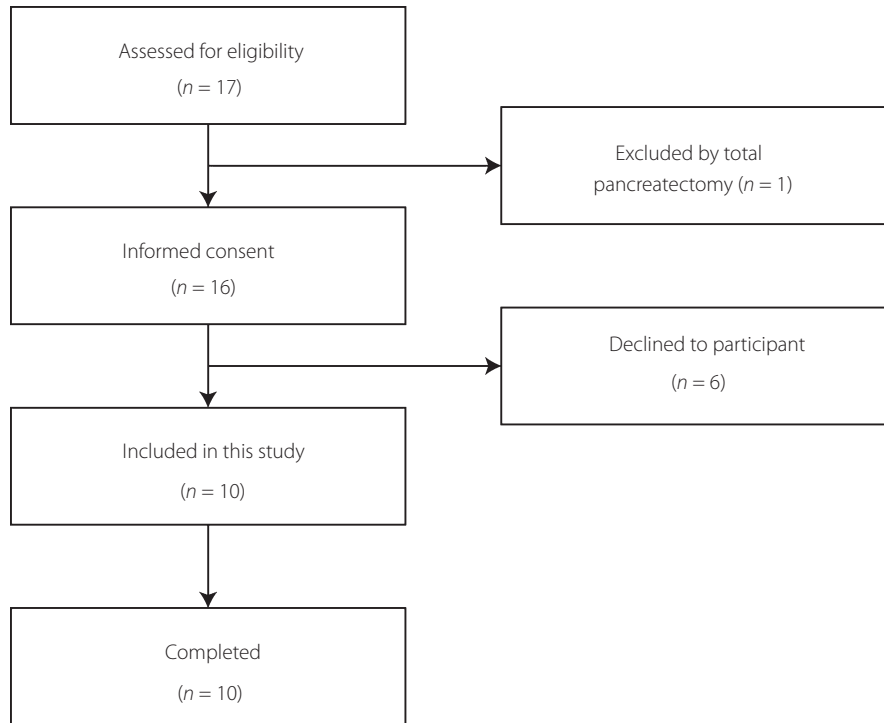 Assessed for eligibility
(n = 17)
Excluded by total
pancreatectomy (n = 1)
Informed consent
(n = 16)
Declined to participant
(n = 6)
Included in this study
(n = 10)
Completed
(n = 10)